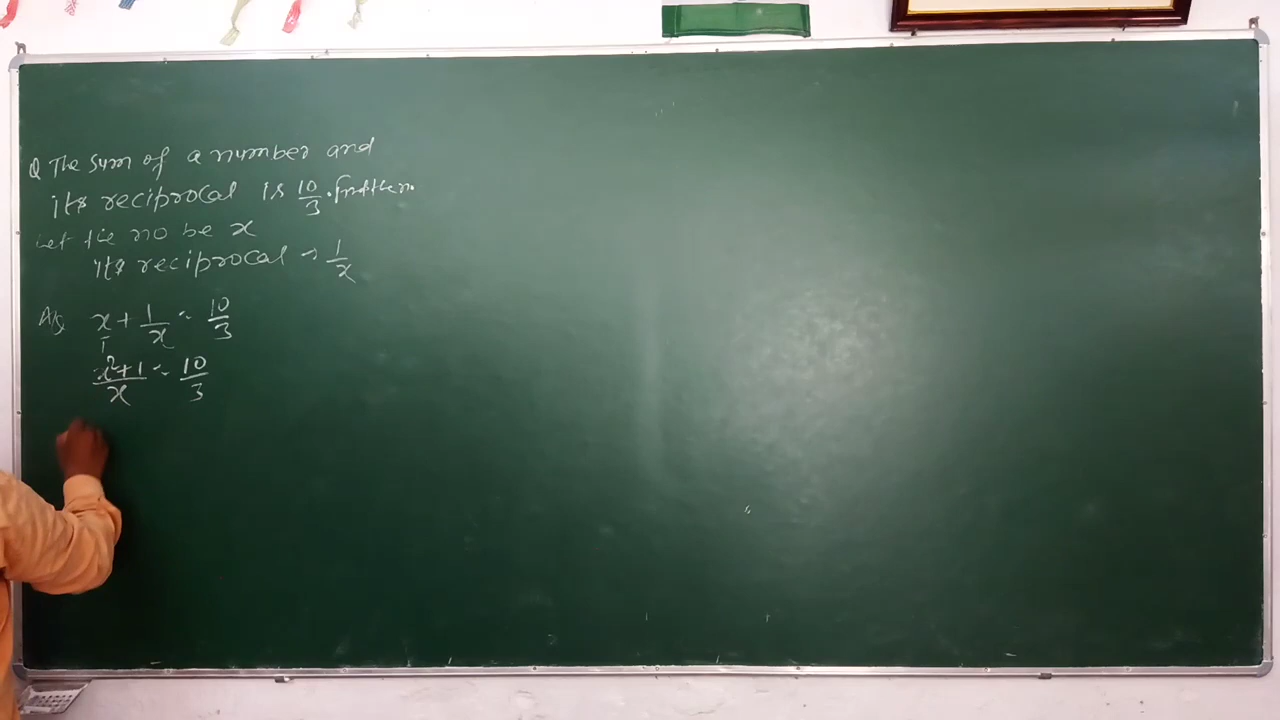 Q The Sum of a number and
its reciprocal is 10/3. Find the no.
Let the no be x
its reciprocal → 1/x
A/q x/1 + 1/x = 10/3
x²+1/x = 10/3